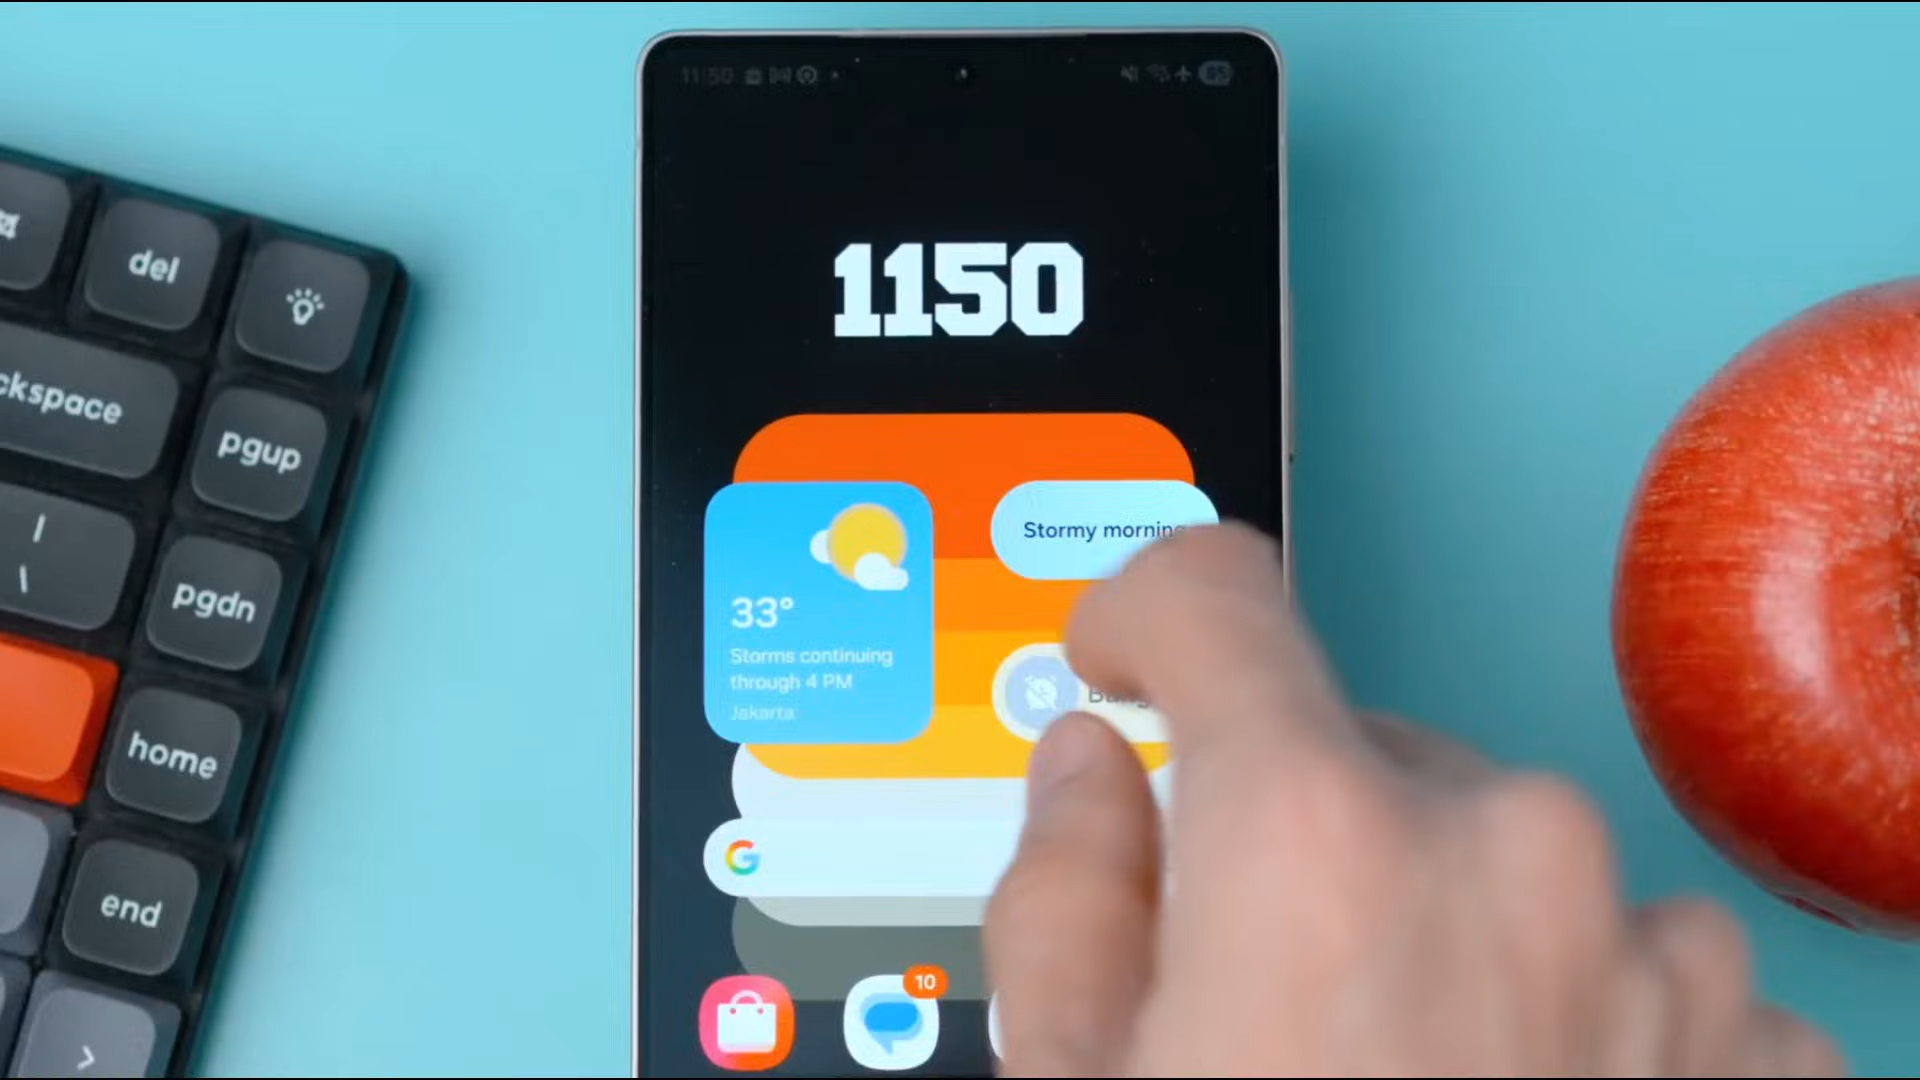 11:50
85
1150
del
ckspace
pgup
|
\
pgdn
home
end
>
Stormy morning
33°
Storms continuing
through 4 PM
Jakarta
G
10